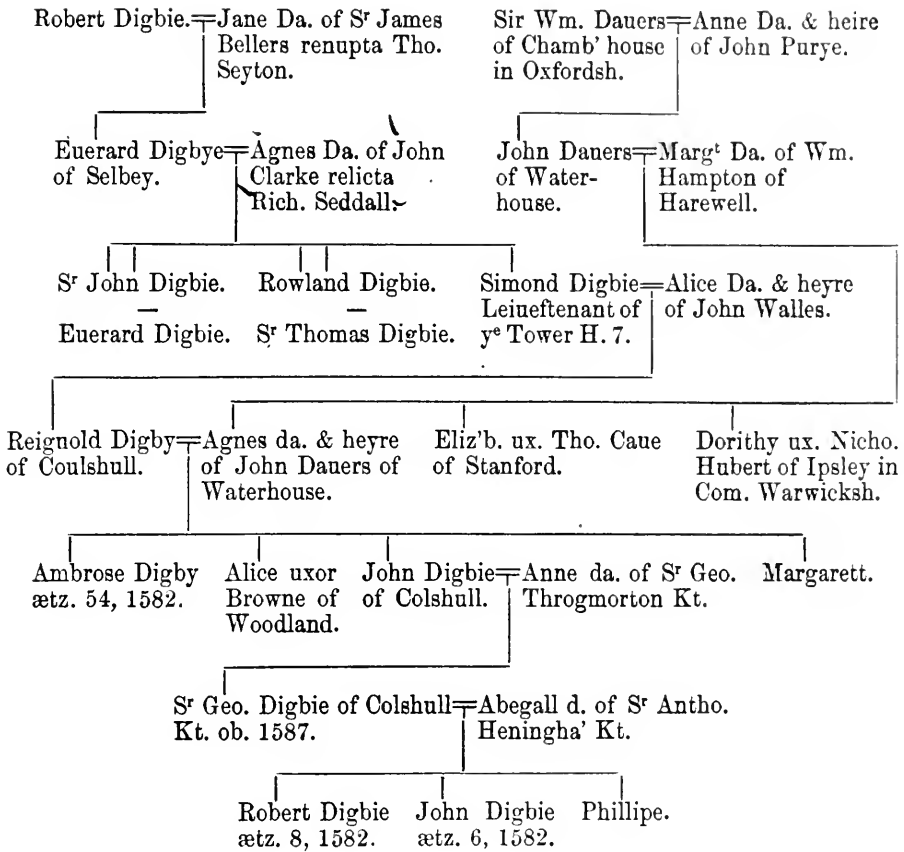 Robert Digbie.=Jane Da. of Sʳ James
Bellers renupta Tho.
Seyton.
Sir Wm. Dauers=Anne Da. & heire
of Chamb' house of John Purye.
in Oxfordsh.
Euerard Digbye=Agnes Da. of John
of Selbey. Clarke relicta
Rich. Seddall.
John Dauers=Margᵗ Da. of Wm.
of Water- Hampton of
house. Harewell.
Sʳ John Digbie.
—
Euerard Digbie.
Rowland Digbie.
—
Sʳ Thomas Digbie.
Simond Digbie=Alice Da. & heyre
Leiueftenant of of John Walles.
yᵉ Tower H. 7.
Reignold Digby=Agnes da. & heyre
of Coulshull. of John Dauers of
Waterhouse.
Eliz'b. ux. Tho. Caue
of Stanford.
Dorithy ux. Nicho.
Hubert of Ipsley in
Com. Warwicksh.
Ambrose Digby
ætz. 54, 1582.
Alice uxor
Browne of
Woodland.
John Digbie=Anne da. of Sʳ Geo.
of Colshull. Throgmorton Kt.
Margarett.
Sʳ Geo. Digbie of Colshull=Abegall d. of Sʳ Antho.
Kt. ob. 1587. Heningha' Kt.
Robert Digbie
ætz. 8, 1582.
John Digbie
ætz. 6, 1582.
Phillipe.